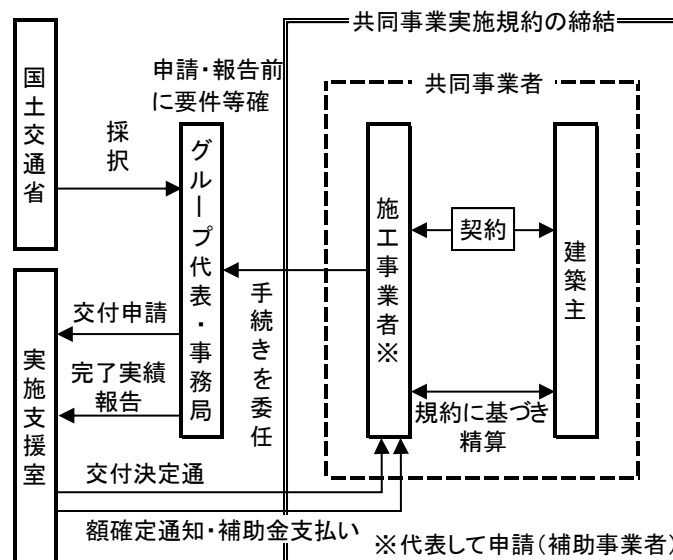 共同事業実施規約の締結
国土交通省
採択
申請・報告前
に要件等確
グループ代表・事務局
共同事業者
施工事業者※
契約
建築主
手続きを委任
交付申請
完了実績
報告
実施支援室
規約に基づき
精算
交付決定通
額確定通知・補助金支払い
※代表して申請(補助事業者)